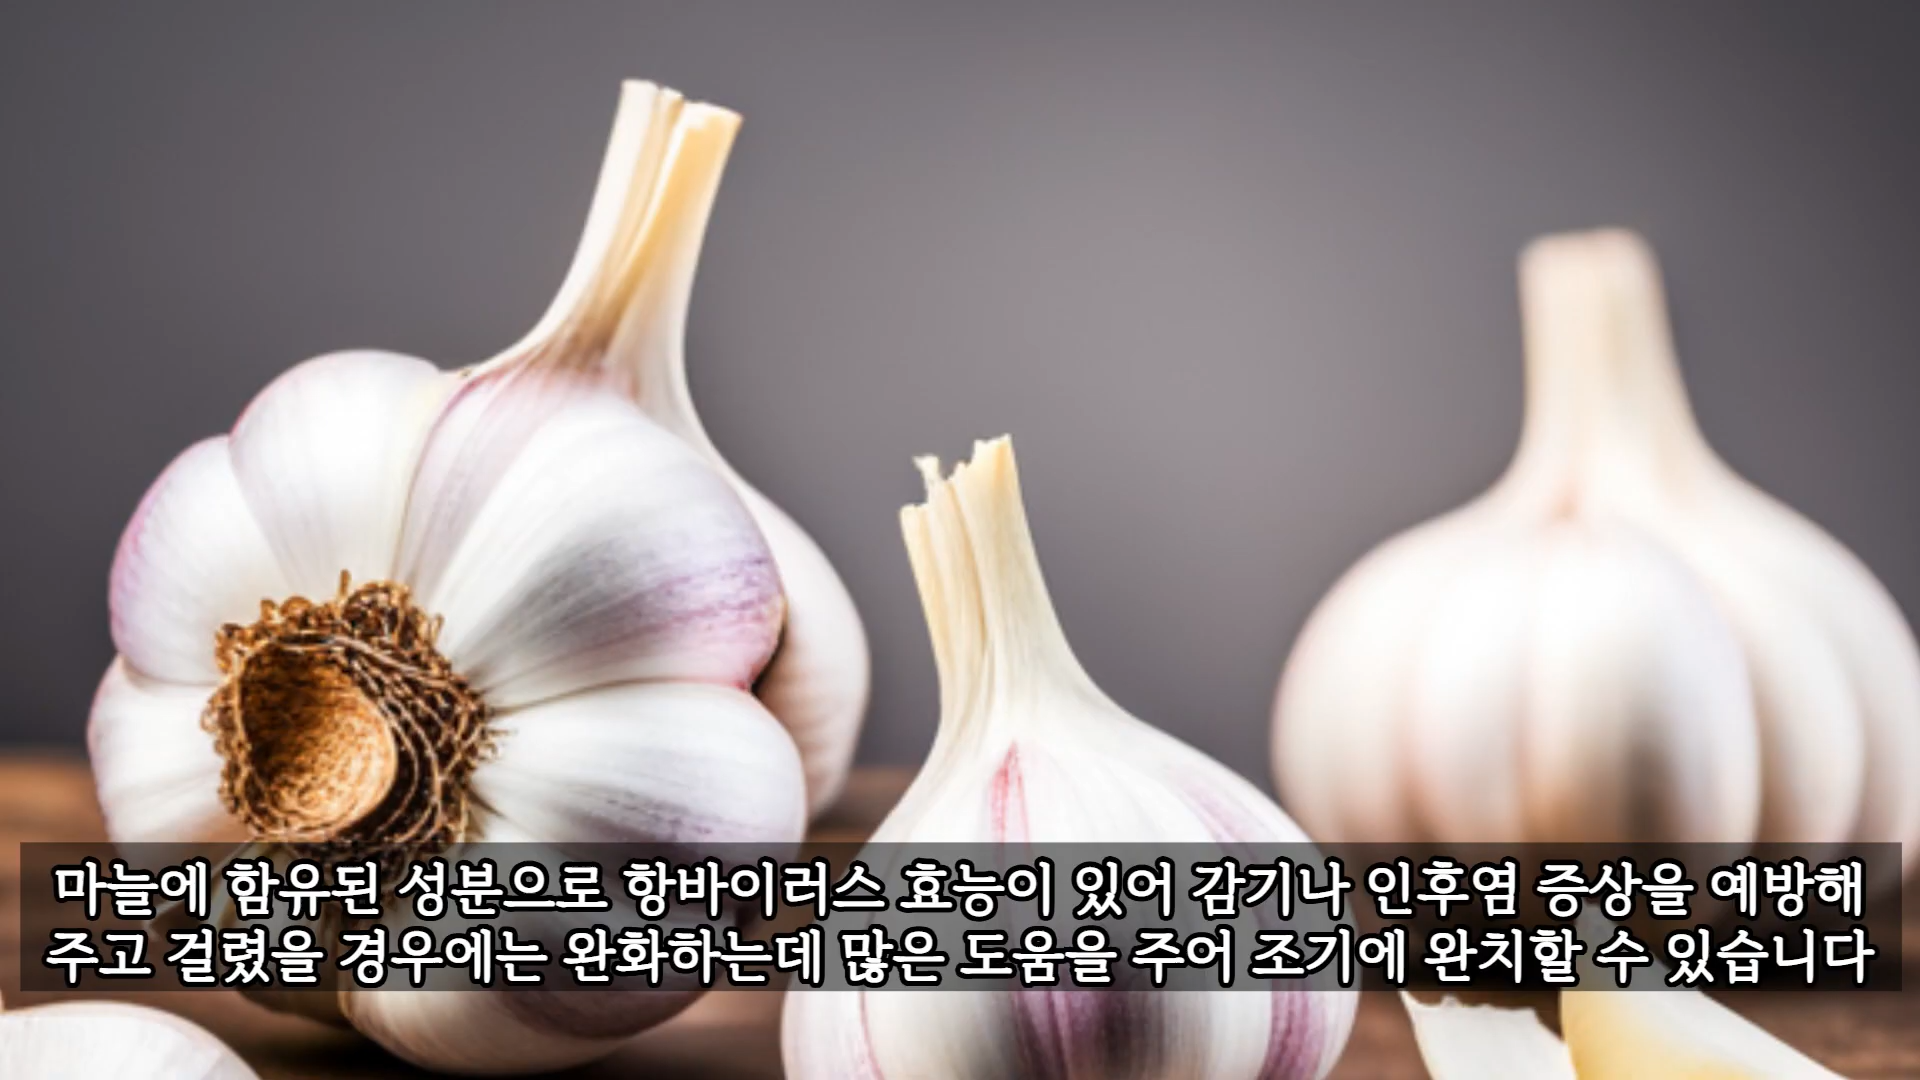 마늘에 함유된 성분으로 항바이러스 효능이 있어 감기나 인후염 증상을 예방해
주고 걸렸을 경우에는 완화하는데 많은 도움을 주어 조기에 완치할 수 있습니다